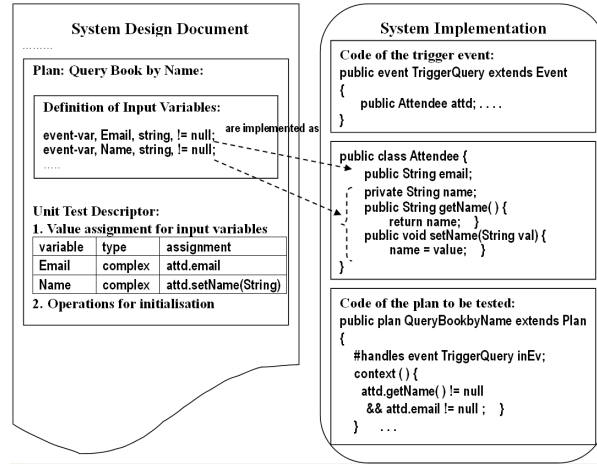 System Design Document
.........
Plan: Query Book by Name:
Definition of Input Variables:
event-var, Email, string, != null;
event-var, Name, string, != null;
.....
are implemented as
Unit Test Descriptor:
1. Value assignment for input variables
variable type assignment
Email complex attd.email
Name complex attd.setName(String)
2. Operations for initialisation
System Implementation
Code of the trigger event:
public event TriggerQuery extends Event
{
public Attendee attd; . . . .
}
public class Attendee {
public String email;
private String name;
public String getName( ) {
return name; }
public void setName(String val) {
name = value; }
}
Code of the plan to be tested:
public plan QueryBookbyName extends Plan
{
#handles event TriggerQuery inEv;
context ( ) {
attd.getName( ) != null
&& attd.email != null ; }
} . . .